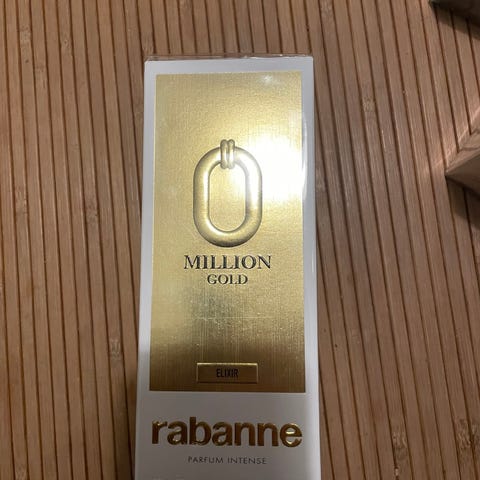 MILLION
GOLD
ELIXIR
rabanne
PARFUM INTENSE